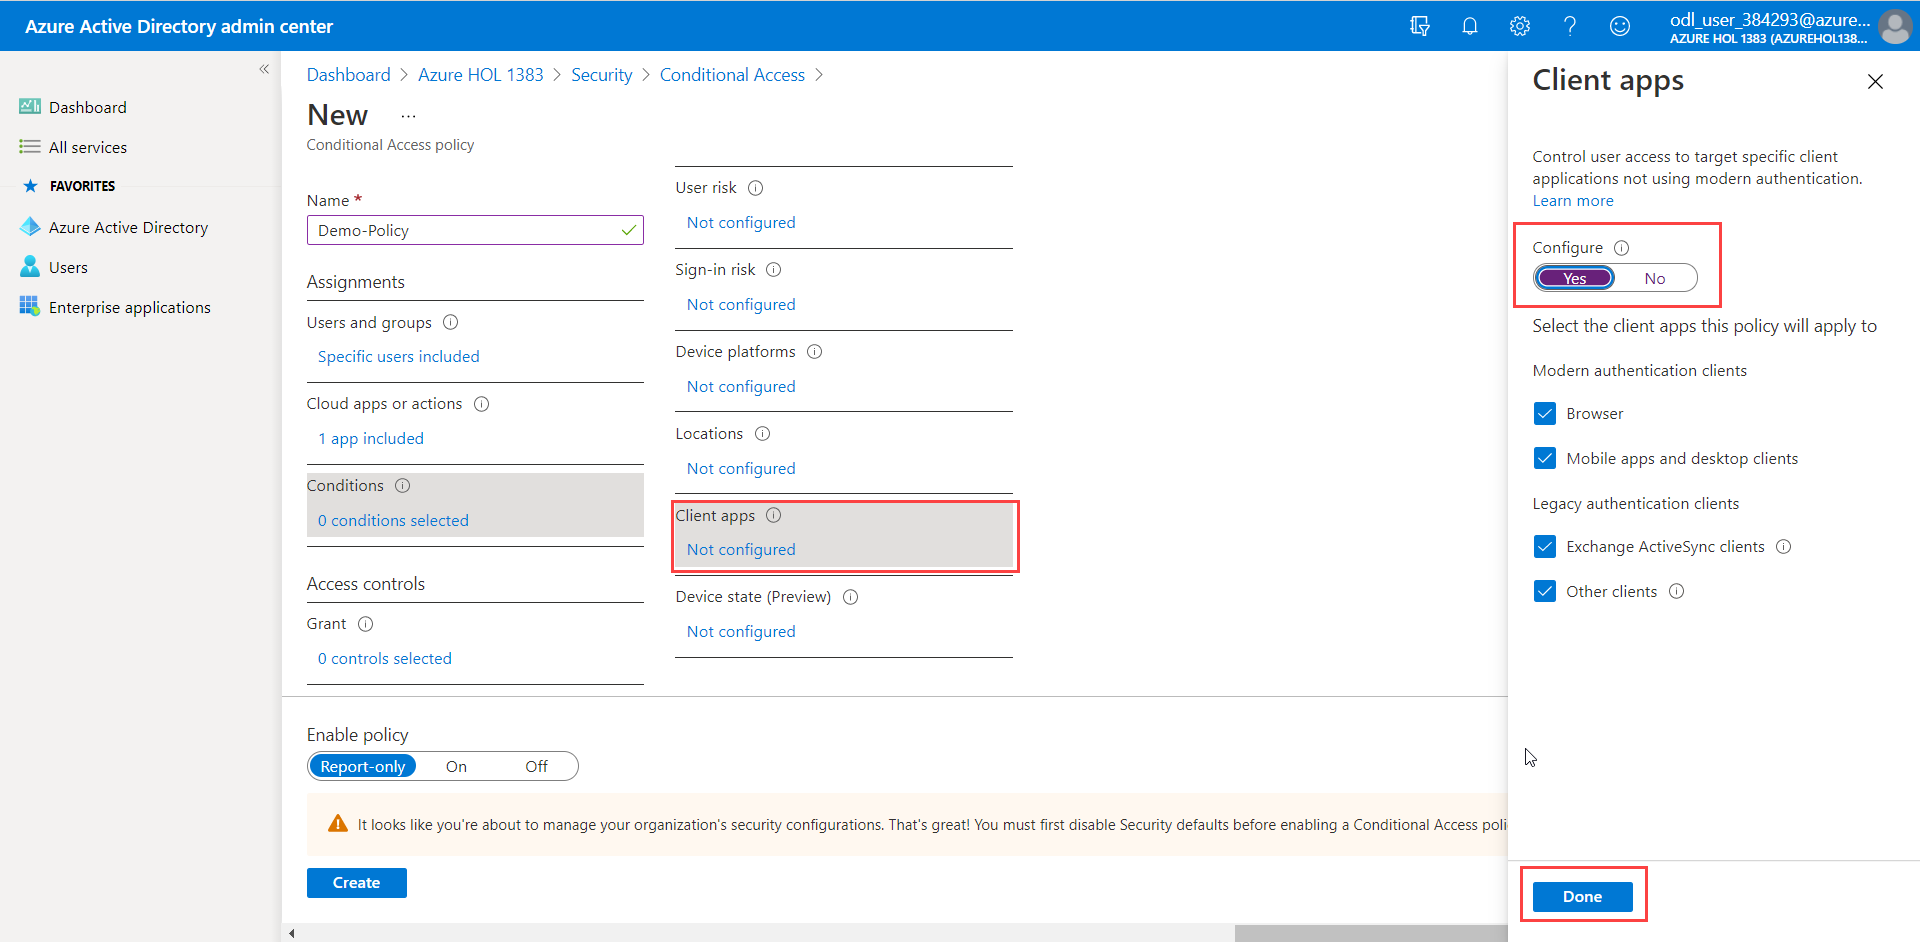 Azure Active Directory admin center
odl_user_384293@azure...
AZURE HOL 1383 (AZUREHOL138...
Dashboard
All services
FAVORITES
Azure Active Directory
Users
Enterprise applications
Dashboard > Azure HOL 1383 > Security > Conditional Access >
New ...
Conditional Access policy
Name *
Demo-Policy
Assignments
Users and groups
Specific users included
Cloud apps or actions
1 app included
Conditions
0 conditions selected
Access controls
Grant
0 controls selected
User risk
Not configured
Sign-in risk
Not configured
Device platforms
Not configured
Locations
Not configured
Client apps
Not configured
Device state (Preview)
Not configured
Enable policy
Report-only On Off
It looks like you're about to manage your organization's security configurations. That's great! You must first disable Security defaults before enabling a Conditional Access poli
Create
Client apps
Control user access to target specific client
applications not using modern authentication.
Learn more
Configure
Yes No
Select the client apps this policy will apply to
Modern authentication clients
Browser
Mobile apps and desktop clients
Legacy authentication clients
Exchange ActiveSync clients
Other clients
Done